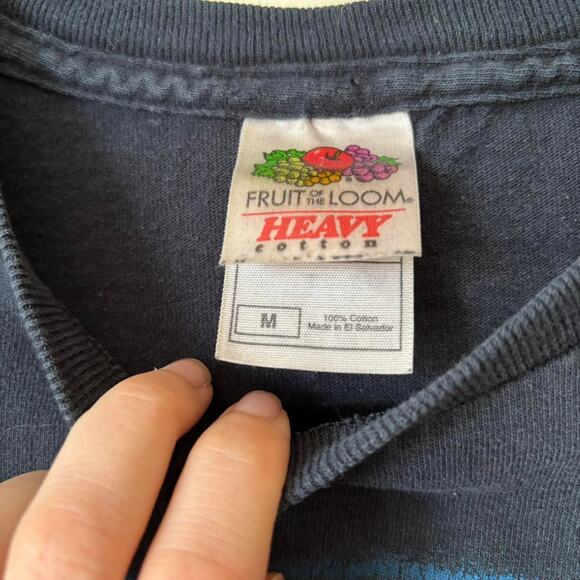 FRUIT OF THE LOOM®
HEAVY
cotton
M
100% Cotton
Made in El Salvador